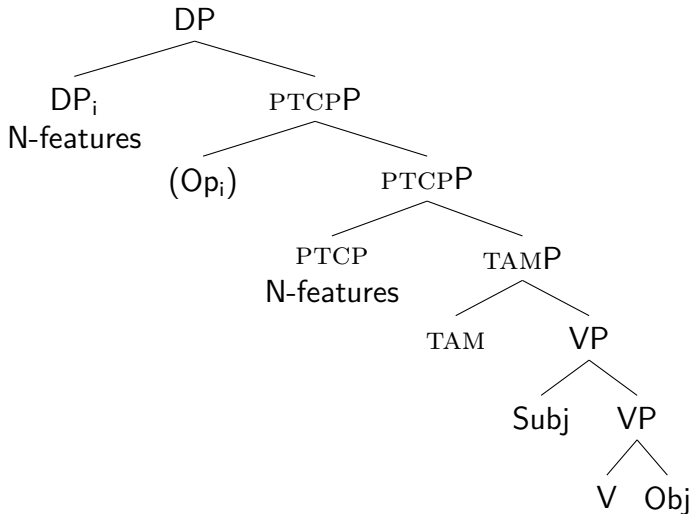 DP
DPᵢ PTCPP
N-features
(Opᵢ) PTCPP
PTCP TAMP
N-features
TAM VP
Subj VP
V Obj